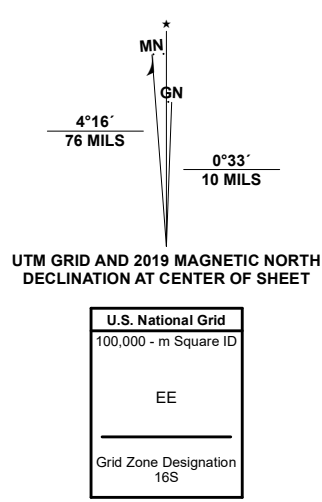 MN
GN
4°16´
76 MILS
0°33´
10 MILS
UTM GRID AND 2019 MAGNETIC NORTH
DECLINATION AT CENTER OF SHEET
U.S. National Grid
100,000 - m Square ID
EE
Grid Zone Designation
16S